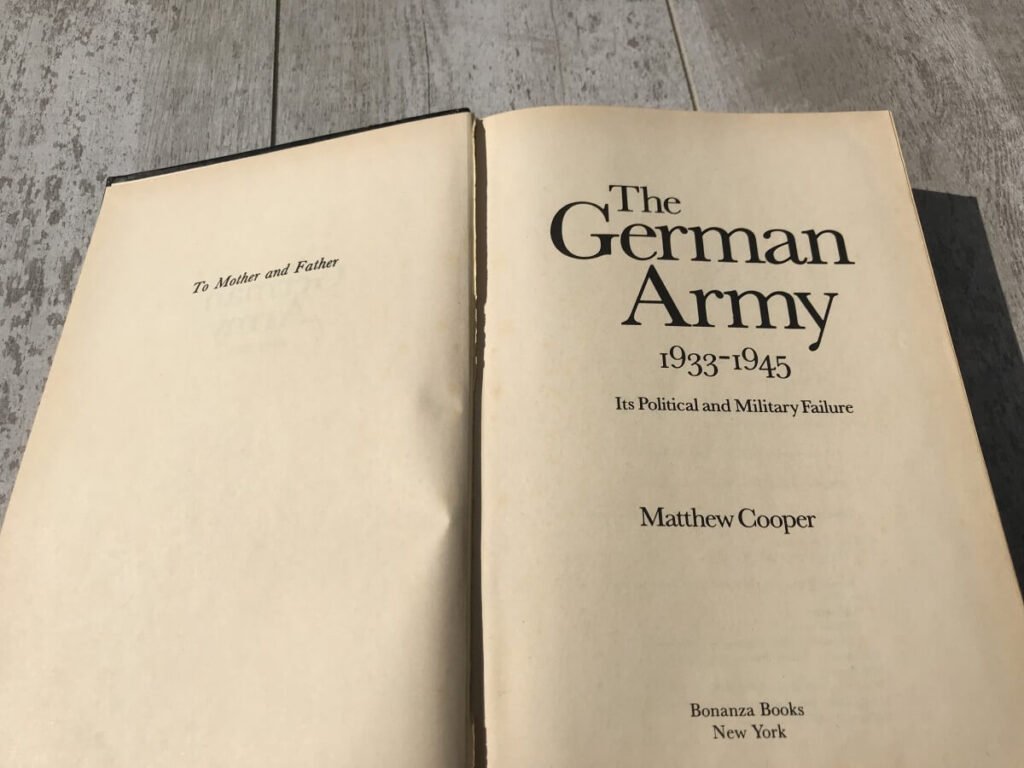 To Mother and Father
The
German
Army
1933-1945
Its Political and Military Failure
Matthew Cooper
Bonanza Books
New York